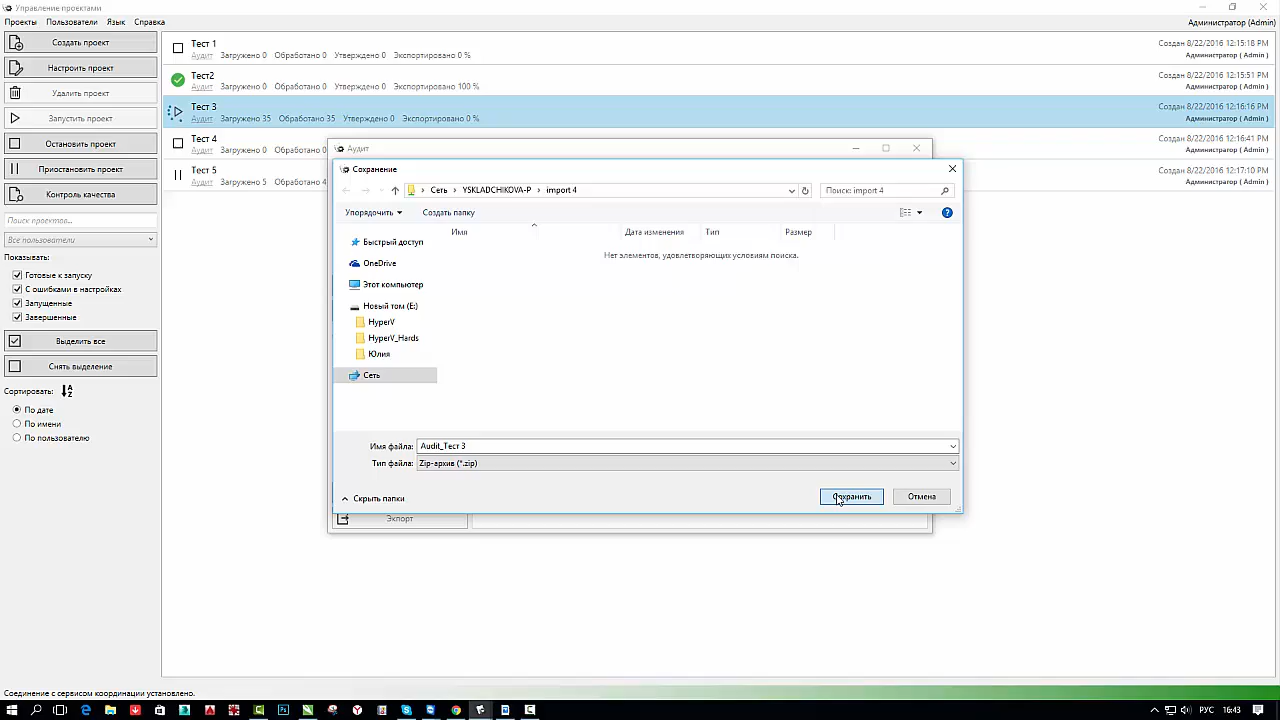 Управление проектами
Проекты Пользователи Язык Справка
Администратор (Admin)
Создать проект
Настроить проект
Удалить проект
Запустить проект
Остановить проект
Приостановить проект
Контроль качества
Поиск проектов...
Все пользователи
Показывать:
Готовые к запуску
С ошибками в настройках
Запущенные
Завершенные
Выделить все
Снять выделение
Сортировать:
По дате
По имени
По пользователю
Тест 1
Аудит Загружено 0 Обработано 0 Утверждено 0 Экспортировано 0 %
Создан 8/22/2016 12:15:18 PM
Администратор ( Admin )
Тест2
Аудит Загружено 0 Обработано 0 Утверждено 0 Экспортировано 100 %
Создан 8/22/2016 12:15:51 PM
Администратор ( Admin )
Тест 3
Аудит Загружено 35 Обработано 35 Утверждено 0 Экспортировано 0 %
Создан 8/22/2016 12:16:16 PM
Администратор ( Admin )
Тест 4
Аудит Загружено 0 Обработано 0
Создан 8/22/2016 12:16:41 PM
Администратор ( Admin )
Тест 5
Аудит Загружено 5 Обработано 4
Создан 8/22/2016 12:17:10 PM
Администратор ( Admin )
Аудит
Сохранение
Сеть YSKLADCHIKOVA-P import 4
Поиск: import 4
Упорядочить Создать папку
Имя Дата изменения Тип Размер
Нет элементов, удовлетворяющих условиям поиска.
Быстрый доступ
OneDrive
Этот компьютер
Новый том (E:)
HyperV
HyperV_Hards
Юлия
Сеть
Имя файла: Audit_Тест 3
Тип файла: Zip-архив (*.zip)
Скрыть папки
Сохранить Отмена
Экспорт
Соединение с сервисом координации установлено.
РУС 16:43